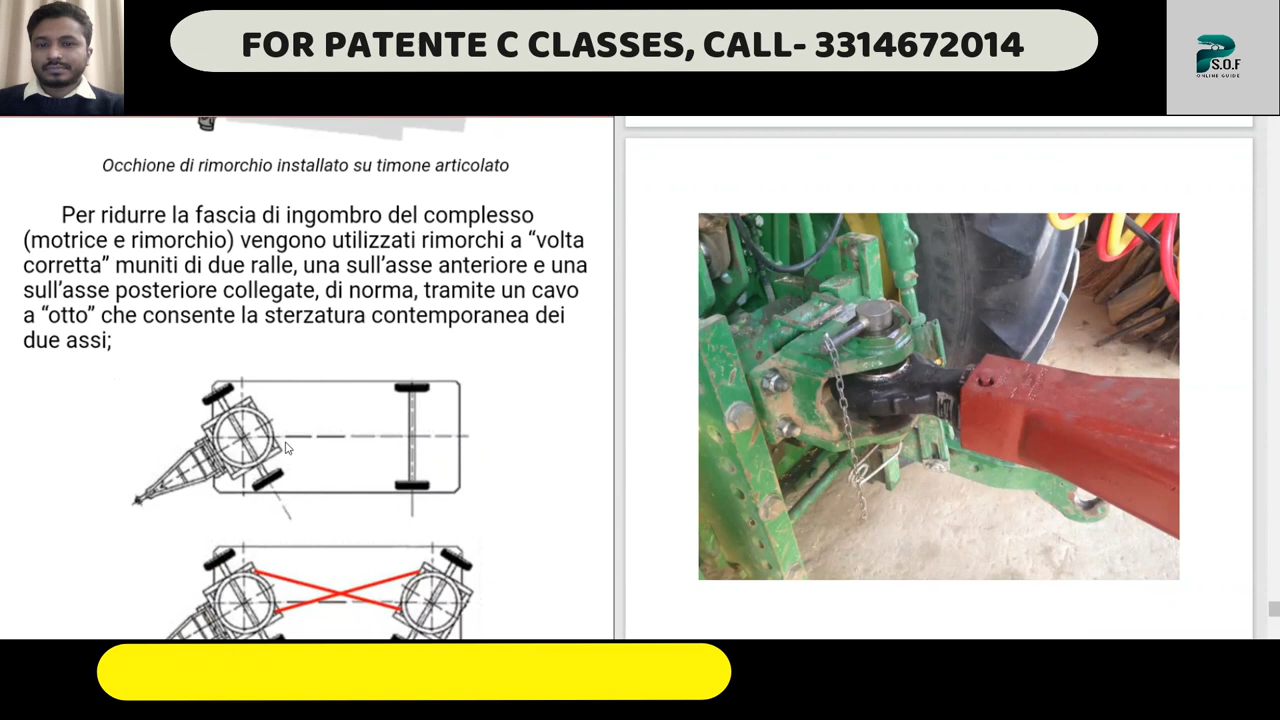 FOR PATENTE C CLASSES, CALL- 3314672014
S.O.F
ONLINE GUIDE
Occhione di rimorchio installato su timone articolato
Per ridurre la fascia di ingombro del complesso
(motrice e rimorchio) vengono utilizzati rimorchi a “volta
corretta” muniti di due ralle, una sull’asse anteriore e una
sull’asse posteriore collegate, di norma, tramite un cavo
a “otto” che consente la sterzatura contemporanea dei
due assi;